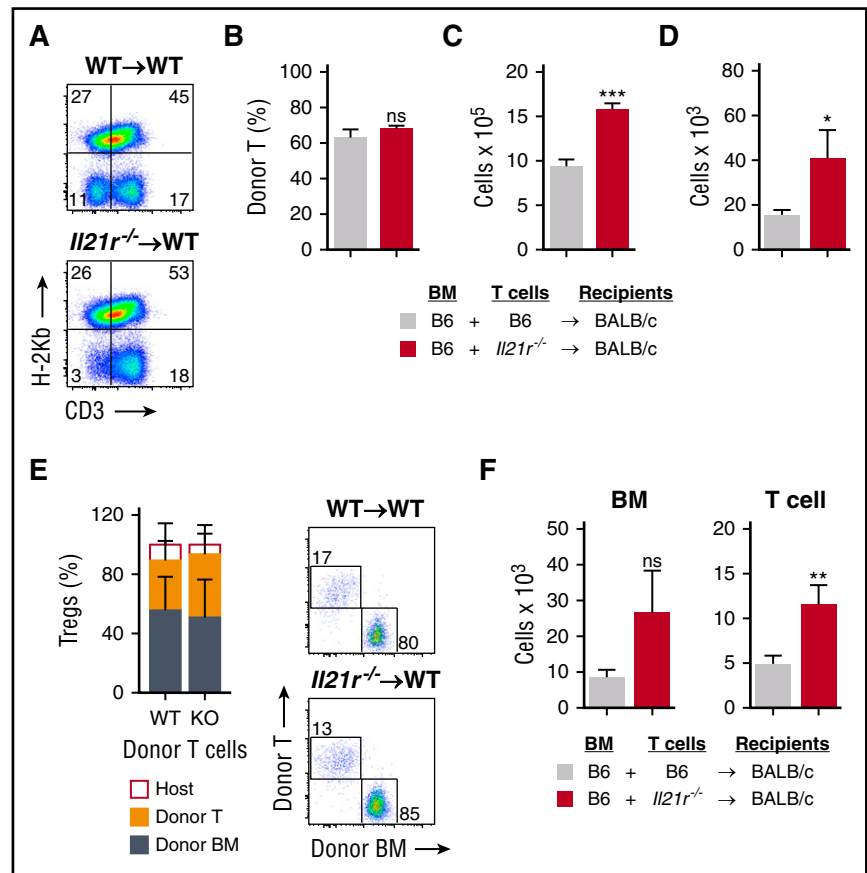 A
WT→WT
27 45
11 17
Il21r-/-→WT
26 53
3 18
H-2Kb
CD3
B
Donor T (%)
100
80
60
40
20
0
ns
C
Cells x 10^5
20
15
10
5
0
***
D
Cells x 10^3
80
60
40
20
0
*
BM T cells Recipients
B6 + B6 → BALB/c
B6 + Il21r-/- → BALB/c
E
Tregs (%)
120
80
40
0
WT KO
Donor T cells
Host
Donor T
Donor BM
WT→WT
17
80
Il21r-/-→WT
13
85
Donor T
Donor BM
F
BM
Cells x 10^3
50
40
30
20
10
0
ns
T cell
20
15
10
5
0
**
BM T cells Recipients
B6 + B6 → BALB/c
B6 + Il21r-/- → BALB/c